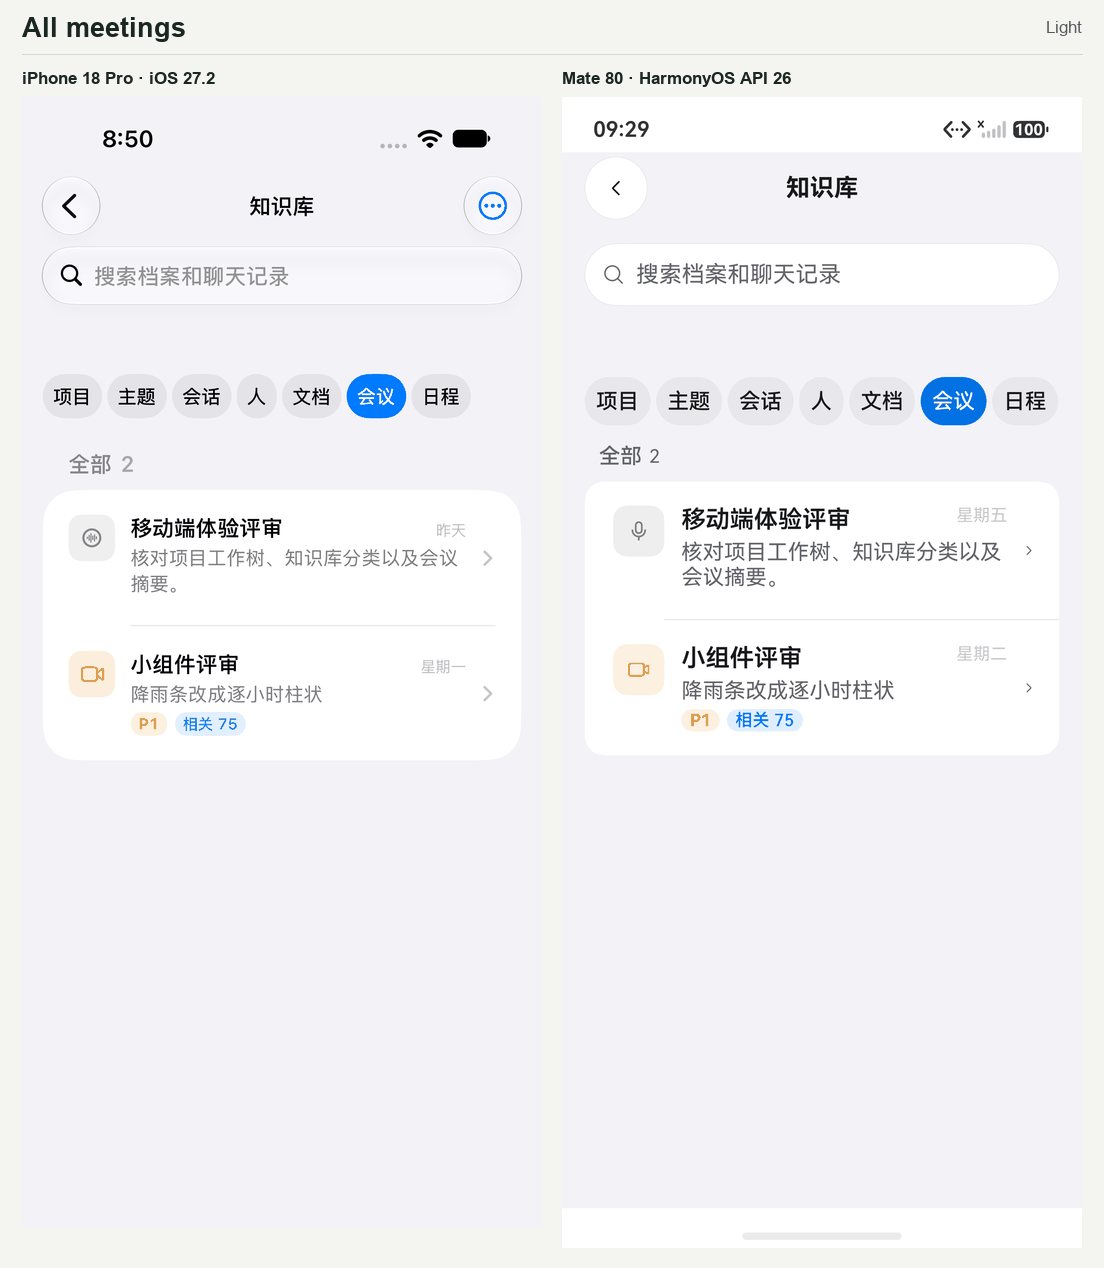 All meetings
Light
iPhone 18 Pro · iOS 27.2
8:50
知识库
搜索档案和聊天记录
项目 主题 会话 人 文档 会议 日程
全部 2
移动端体验评审
昨天
核对项目工作树、知识库分类以及会议
摘要。
小组件评审
星期一
降雨条改成逐小时柱状
P1 相关 75
Mate 80 · HarmonyOS API 26
09:29
100
知识库
搜索档案和聊天记录
项目 主题 会话 人 文档 会议 日程
全部 2
移动端体验评审
星期五
核对项目工作树、知识库分类以及
会议摘要。
小组件评审
星期二
降雨条改成逐小时柱状
P1 相关 75